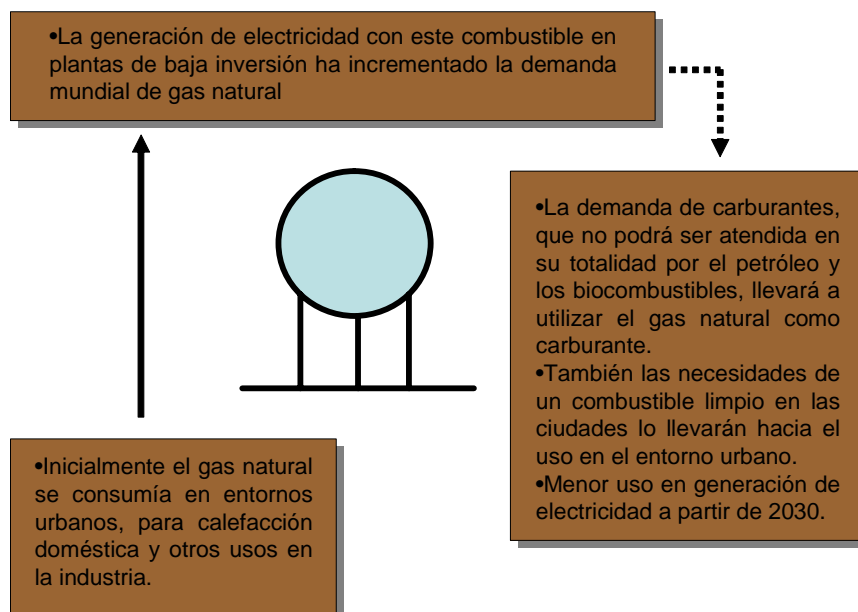 •La generación de electricidad con este combustible en
plantas de baja inversión ha incrementado la demanda
mundial de gas natural
•La demanda de carburantes,
que no podrá ser atendida en
su totalidad por el petróleo y
los biocombustibles, llevará a
utilizar el gas natural como
carburante.
•También las necesidades de
un combustible limpio en las
ciudades lo llevarán hacia el
uso en el entorno urbano.
•Menor uso en generación de
electricidad a partir de 2030.
•Inicialmente el gas natural
se consumía en entornos
urbanos, para calefacción
doméstica y otros usos en
la industria.